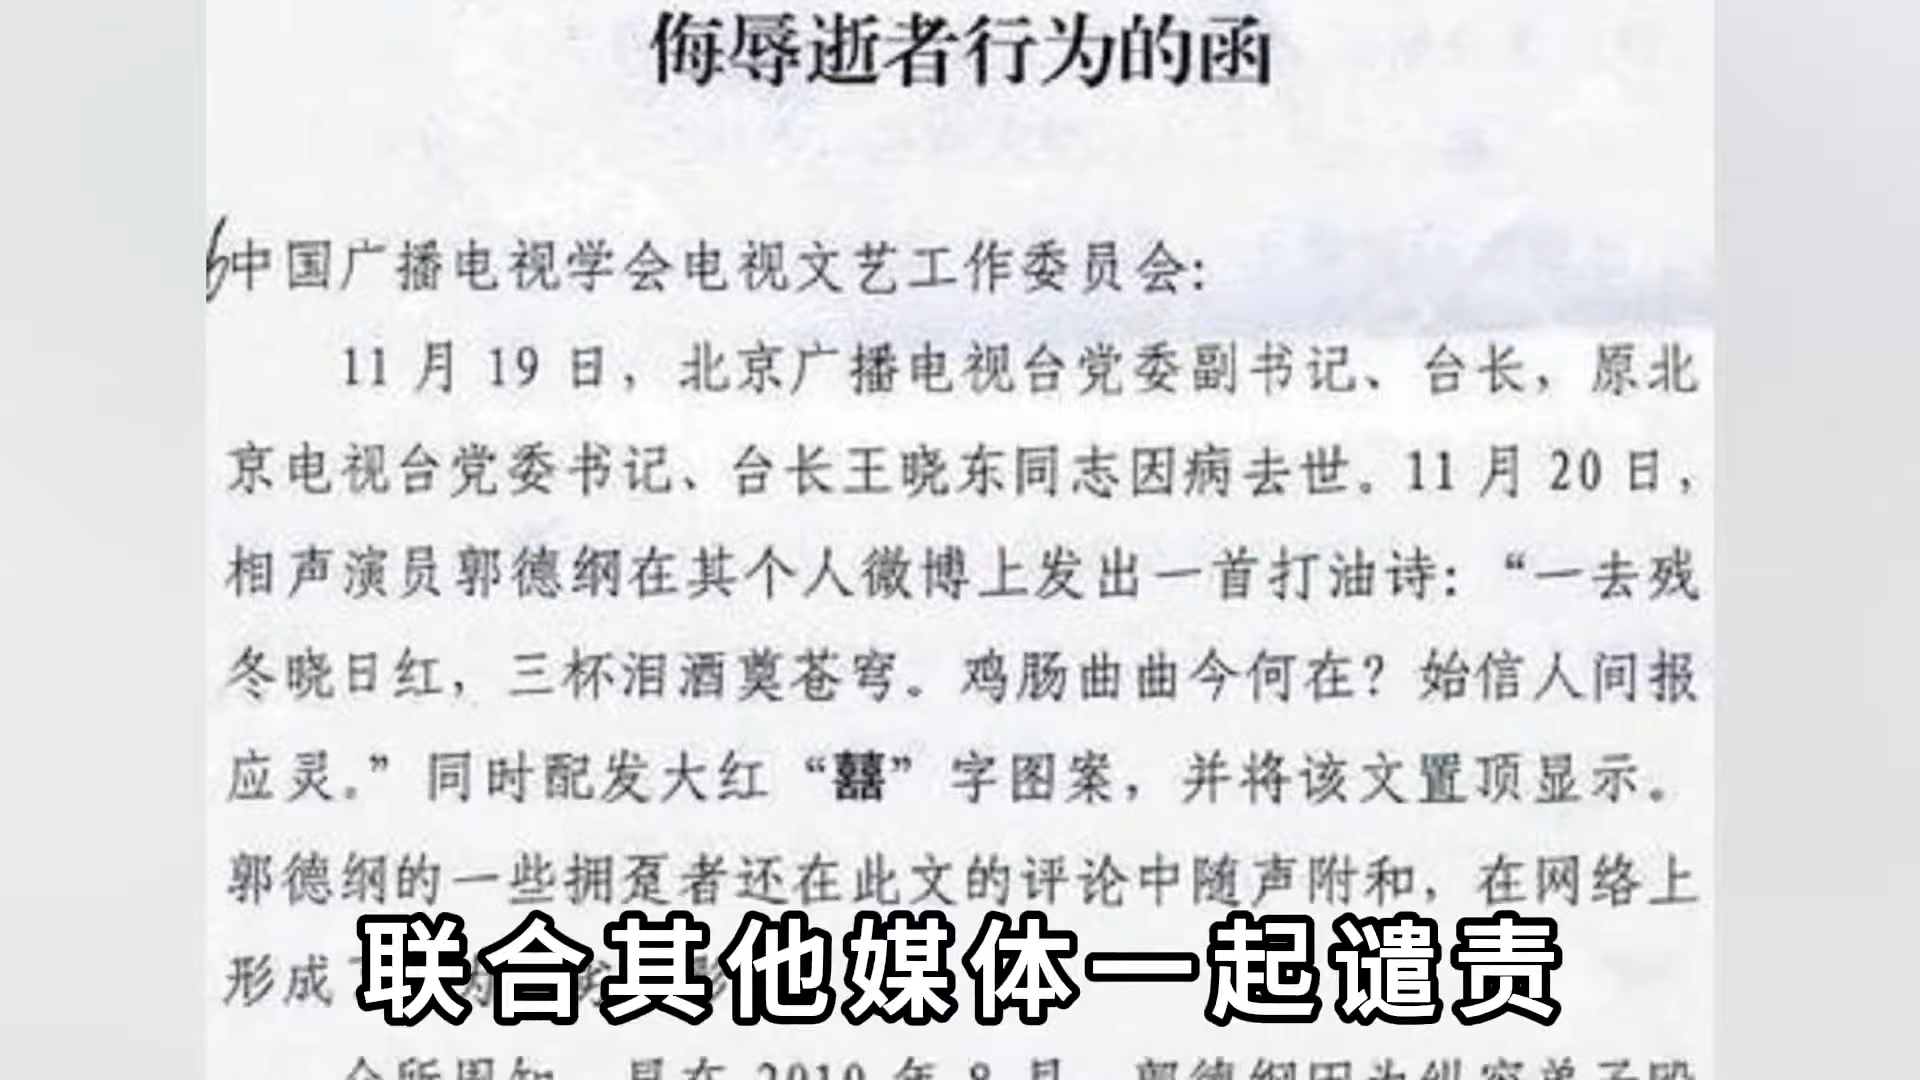 侮辱逝者行为的函
中国广播电视学会电视文艺工作委员会：
11 月 19 日，北京广播电视台党委副书记、台长，原北
京电视台党委书记、台长王晓东同志因病去世。11 月 20 日，
相声演员郭德纲在其个人微博上发出一首打油诗：“一去残
冬晓日红，三杯泪酒奠苍穹。鸡肠曲曲今何在？始信人间报
应灵。”同时配发大红“囍”字图案，并将该文置顶显示。
郭德纲的一些拥趸者还在此文的评论中随声附和，在网络上
形成
联合其他媒体一起谴责